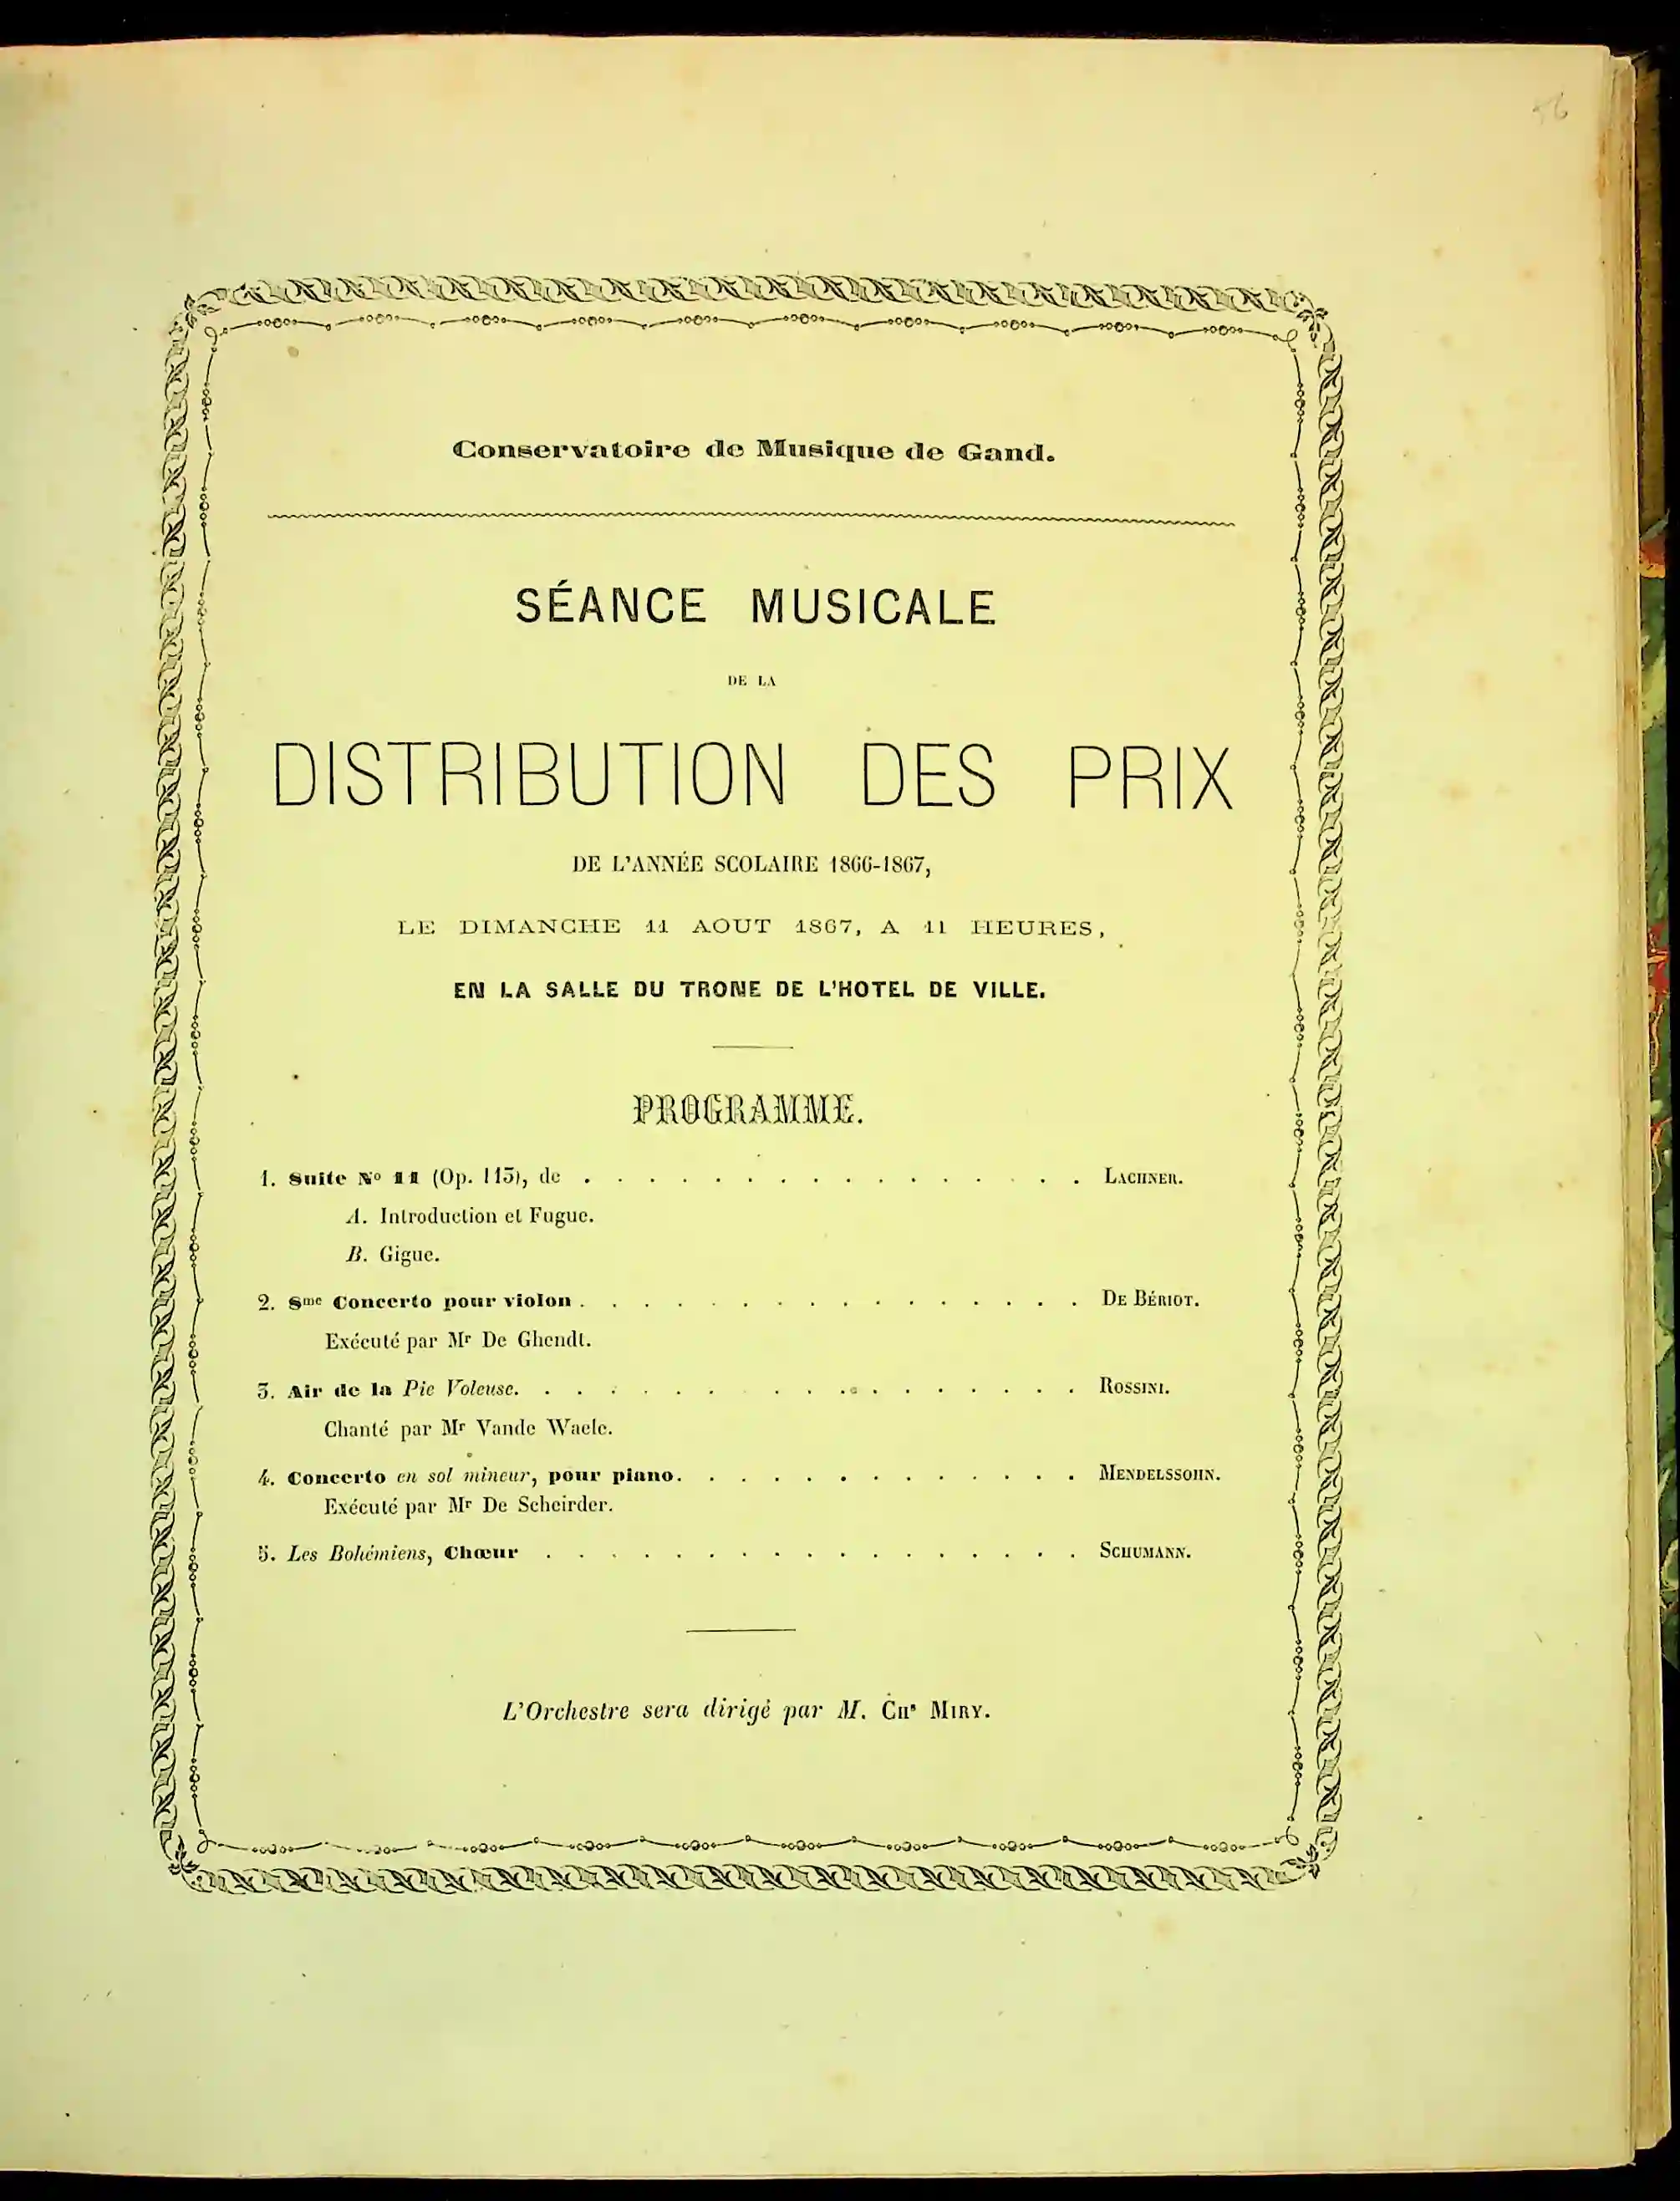 Conservatoire de Musique de Gand.
SÉANCE MUSICALE
DE LA
DISTRIBUTION DES PRIX
DE L'ANNÉE SCOLAIRE 1866-1867,
LE DIMANCHE 11 AOUT 1867, A 11 HEURES,
EN LA SALLE DU TRONE DE L'HOTEL DE VILLE.
PROGRAMME.
1. Suite No 11 (Op. 113), de . . . . . . . . . . . . . . . . LACHNER.
A. Introduction et Fugue.
B. Gigue.
2. 8me Concerto pour violon . . . . . . . . . . . . . . . . DE BÉRIOT.
Exécuté par Mr De Ghendt.
3. Air de la Pie Voleuse. . . . . . . . . . . . . . . . . . ROSSINI.
Chanté par Mr Vande Waele.
4. Concerto en sol mineur, pour piano. . . . . . . . . . . . . MENDELSSOHN.
Exécuté par Mr De Scheirder.
5. Les Bohémiens, Chœur . . . . . . . . . . . . . . . . . SCHUMANN.
L'Orchestre sera dirigé par M. CHs MIRY.